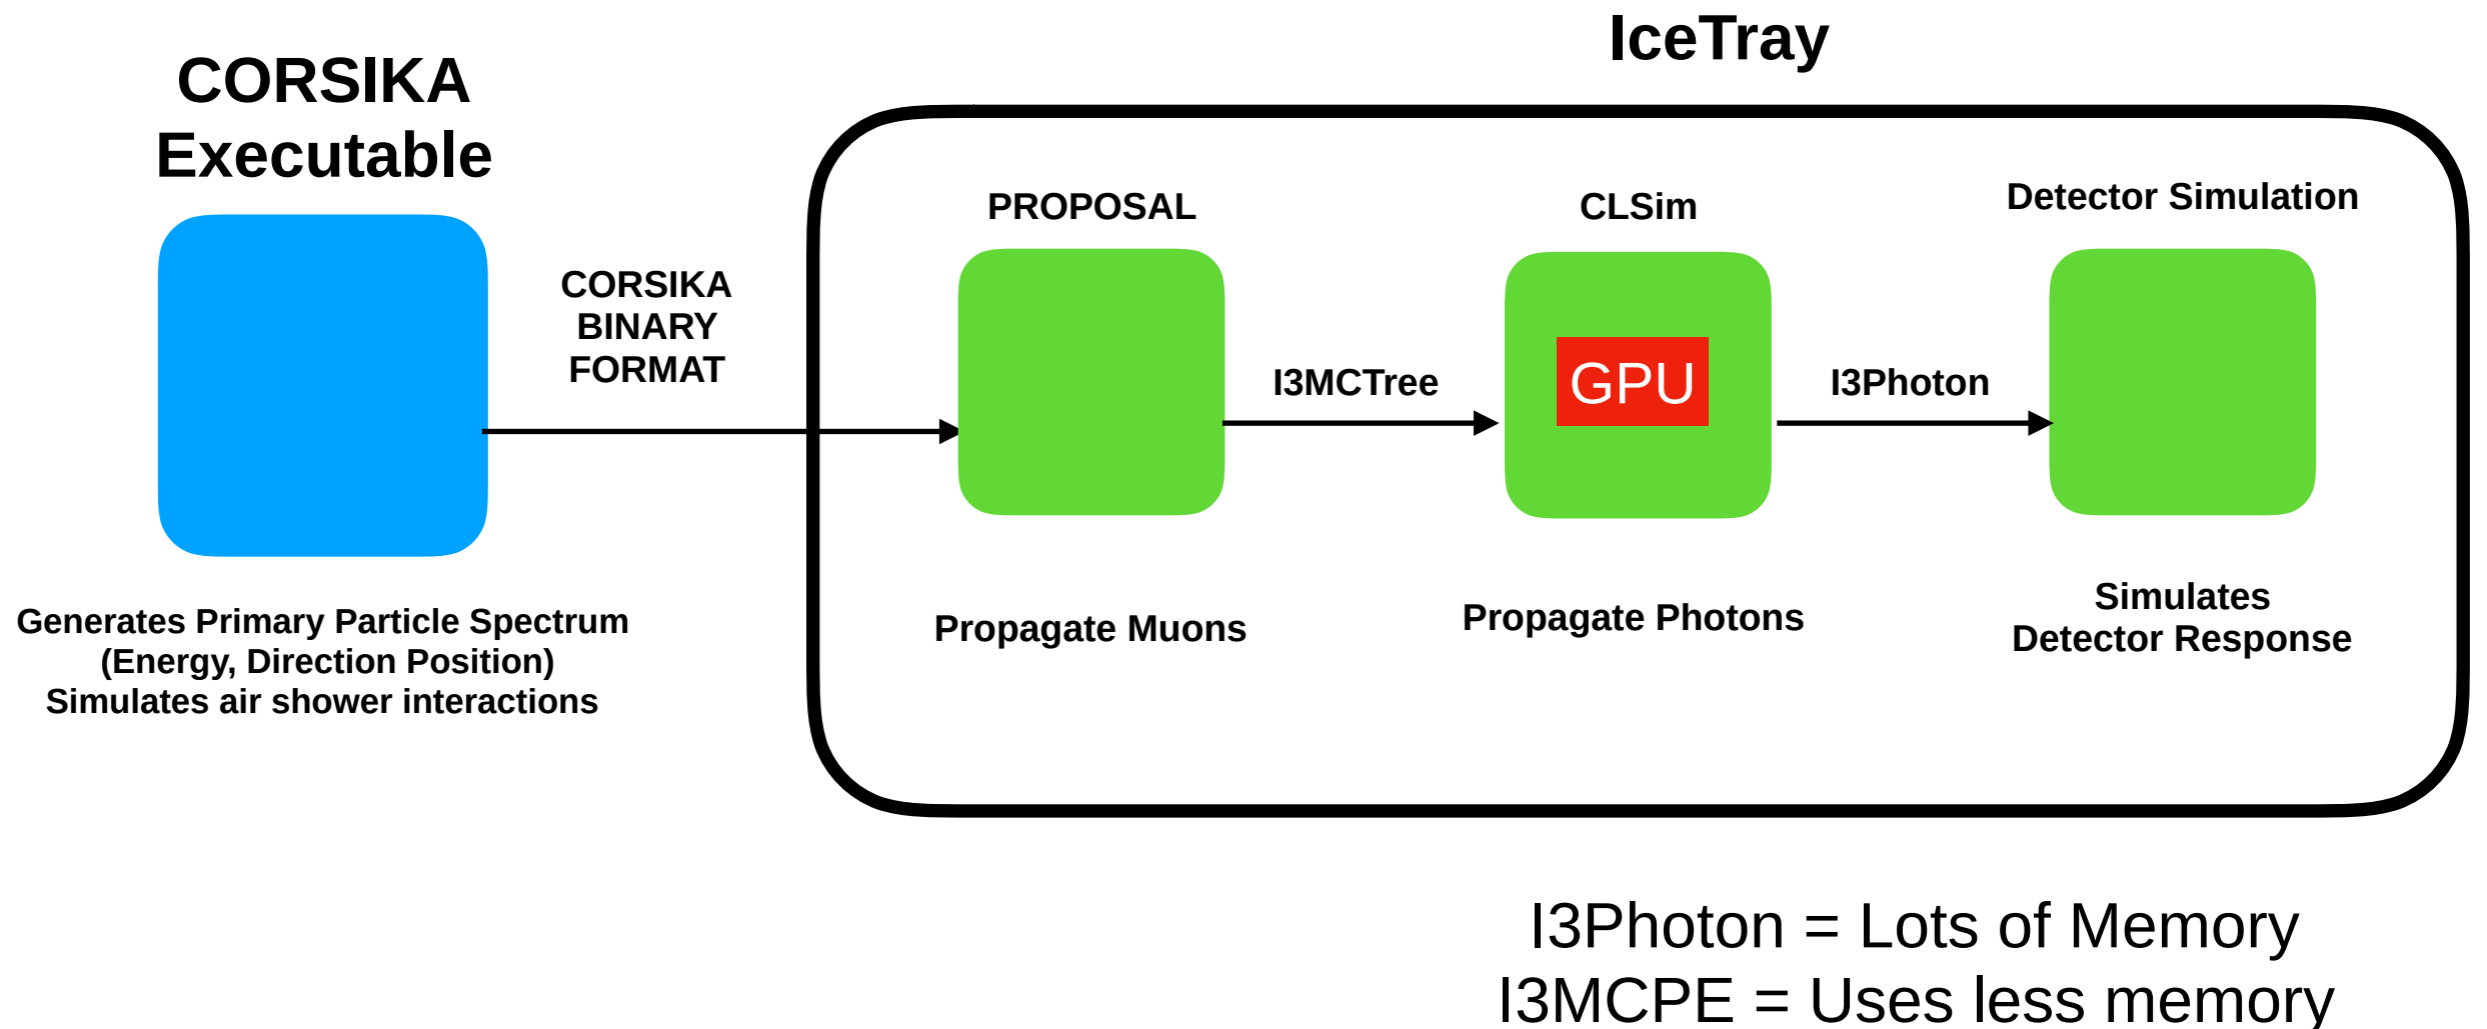 IceTray
CORSIKA
Executable
PROPOSAL
CLSim
Detector Simulation
CORSIKA
BINARY
FORMAT
I3MCTree
GPU
I3Photon
Generates Primary Particle Spectrum
(Energy, Direction Position)
Simulates air shower interactions
Propagate Muons
Propagate Photons
Simulates
Detector Response
I3Photon = Lots of Memory
I3MCPE = Uses less memory